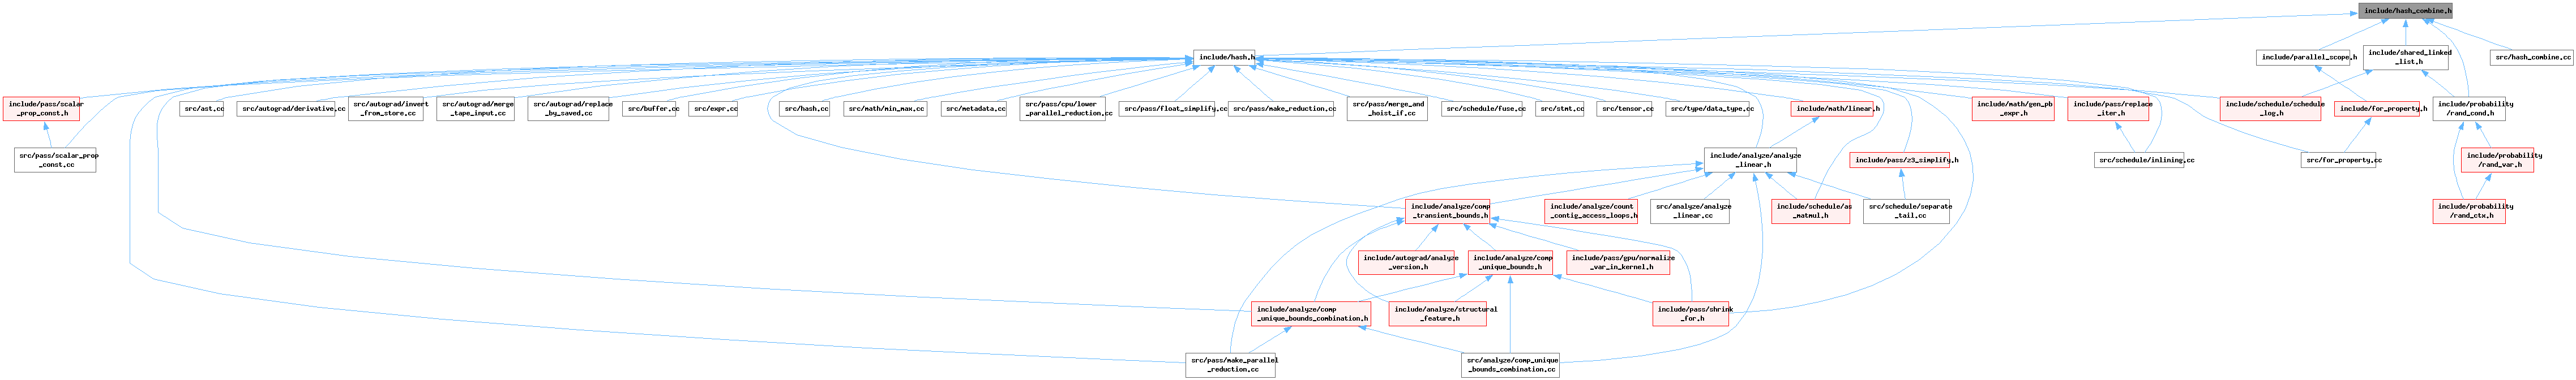 include/hash_combine.h
include/hash.h
include/parallel_scope.h
include/shared_linked
_list.h
src/hash_combine.cc
include/pass/scalar
_prop_const.h
src/ast.cc
src/autograd/derivative.cc
src/autograd/invert
_from_store.cc
src/autograd/merge
_tape_input.cc
src/autograd/replace
_by_saved.cc
src/buffer.cc
src/expr.cc
src/hash.cc
src/math/min_max.cc
src/metadata.cc
src/pass/cpu/lower
_parallel_reduction.cc
src/pass/float_simplify.cc
src/pass/make_reduction.cc
src/pass/merge_and
_hoist_if.cc
src/schedule/fuse.cc
src/stmt.cc
src/tensor.cc
src/type/data_type.cc
include/math/linear.h
include/math/gen_pb
_expr.h
include/pass/replace
_iter.h
include/schedule/schedule
_log.h
include/for_property.h
include/probability
/rand_cond.h
src/pass/scalar_prop
_const.cc
include/analyze/analyze
_linear.h
include/pass/z3_simplify.h
src/schedule/inlining.cc
src/for_property.cc
include/probability
/rand_var.h
include/analyze/comp
_transient_bounds.h
include/analyze/count
_contig_access_loops.h
src/analyze/analyze
_linear.cc
include/schedule/as
_matmul.h
src/schedule/separate
_tail.cc
include/probability
/rand_ctx.h
include/autograd/analyze
_version.h
include/analyze/comp
_unique_bounds.h
include/pass/gpu/normalize
_var_in_kernel.h
include/analyze/comp
_unique_bounds_combination.h
include/analyze/structural
_feature.h
include/pass/shrink
_for.h
src/pass/make_parallel
_reduction.cc
src/analyze/comp_unique
_bounds_combination.cc